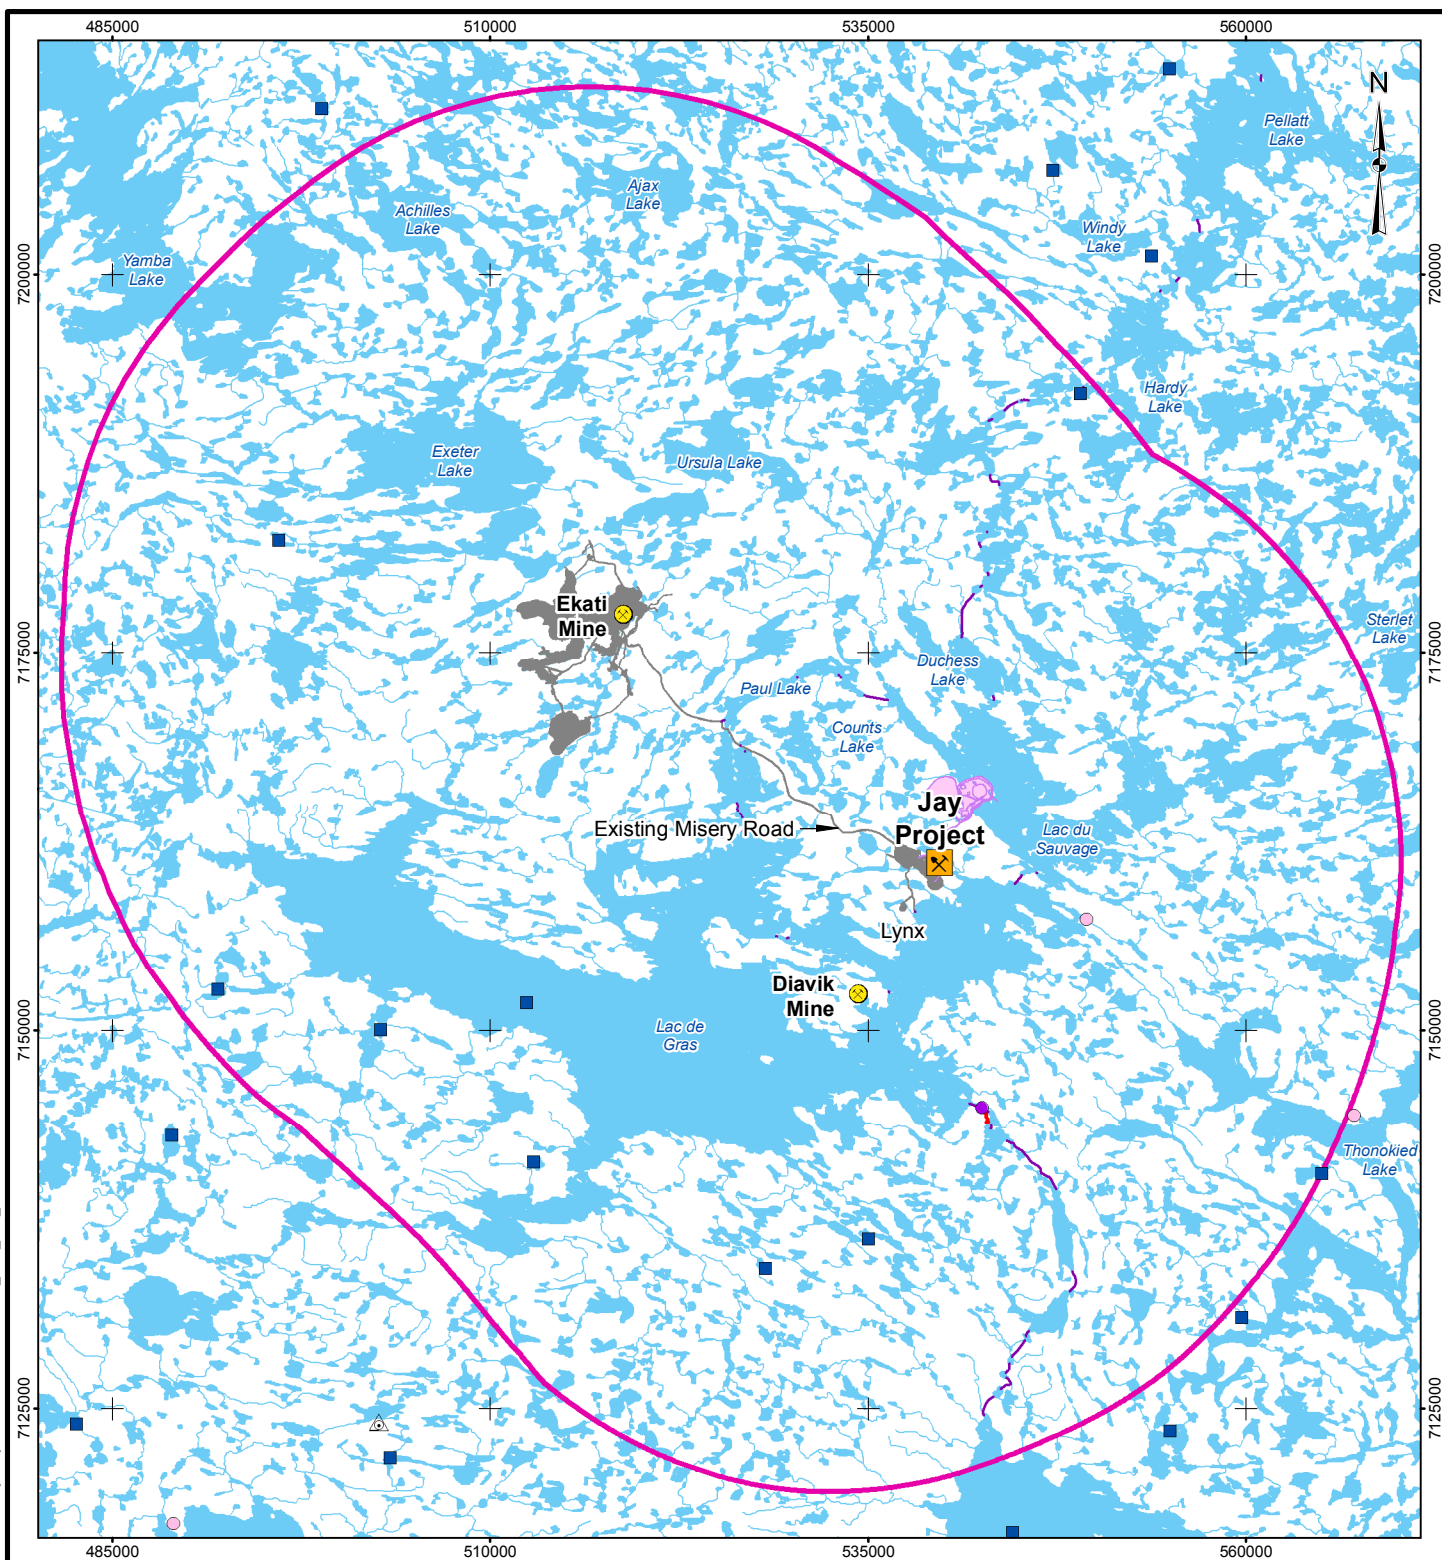 485000 510000 535000 560000
N
Pellatt
Lake
Ajax
Lake
Achilles
Lake
Windy
Lake
Yamba
Lake
7200000 7200000
Hardy
Lake
Exeter
Lake
Ursula Lake
Ekati
Mine
Sterlet
Lake
7175000 7175000
Duchess
Lake
Paul Lake
Counts
Lake
Jay
Project
Existing Misery Road
Lac du
Sauvage
Lynx
Diavik
Mine
Lac de
Gras
7150000 7150000
Thonokied
Lake
7125000 7125000
485000 510000 535000 560000